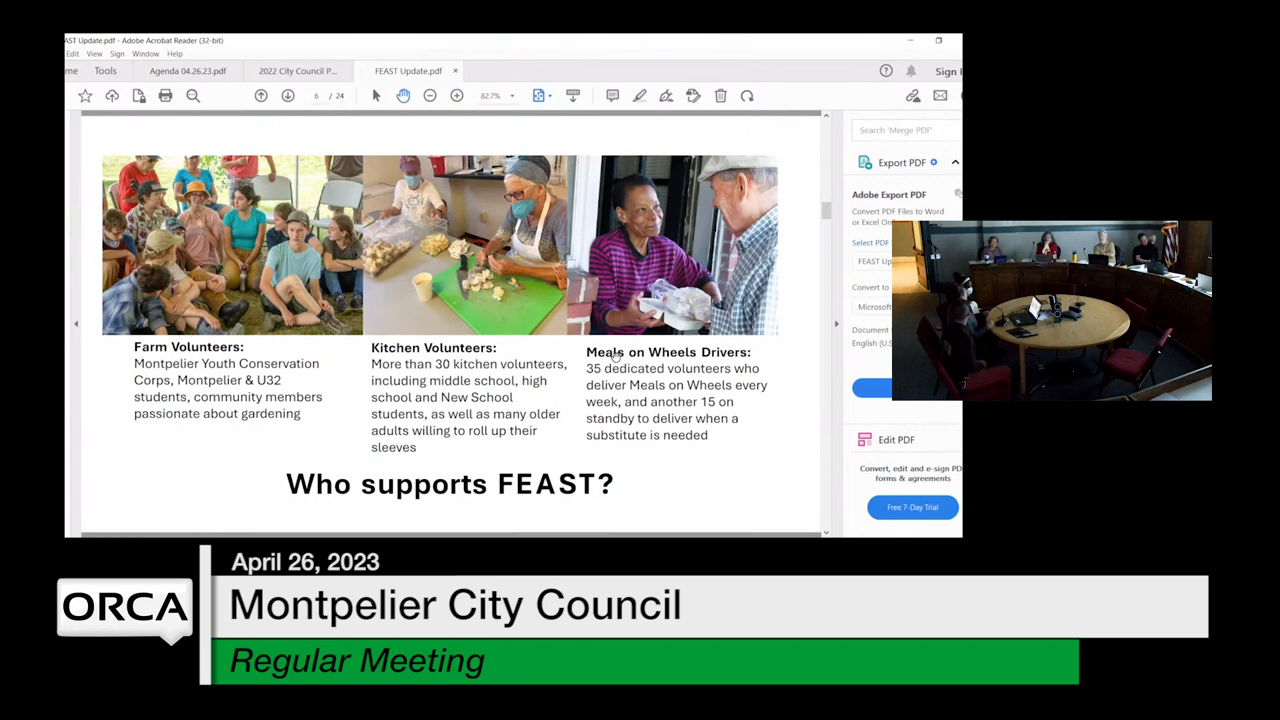 AST Update.pdf - Adobe Acrobat Reader (32-bit)
Edit View Sign Window Help
me Tools Agenda 04.26.23.pdf 2022 City Council P... FEAST Update.pdf ×
6 / 24 82.7% Sign I
Search 'Merge PDF'
Export PDF
Adobe Export PDF
Convert PDF Files to Word
or Excel On
Select PDF
FEAST Up
Convert to
Microsof
Document
English (U.S
Edit PDF
Convert, edit and e-sign PD
forms & agreements
Free 7-Day Trial
Farm Volunteers:
Montpelier Youth Conservation
Corps, Montpelier & U32
students, community members
passionate about gardening
Kitchen Volunteers:
More than 30 kitchen volunteers,
including middle school, high
school and New School
students, as well as many older
adults willing to roll up their
sleeves
Meals on Wheels Drivers:
35 dedicated volunteers who
deliver Meals on Wheels every
week, and another 15 on
standby to deliver when a
substitute is needed
Who supports FEAST?
April 26, 2023
ORCA
Montpelier City Council
Regular Meeting